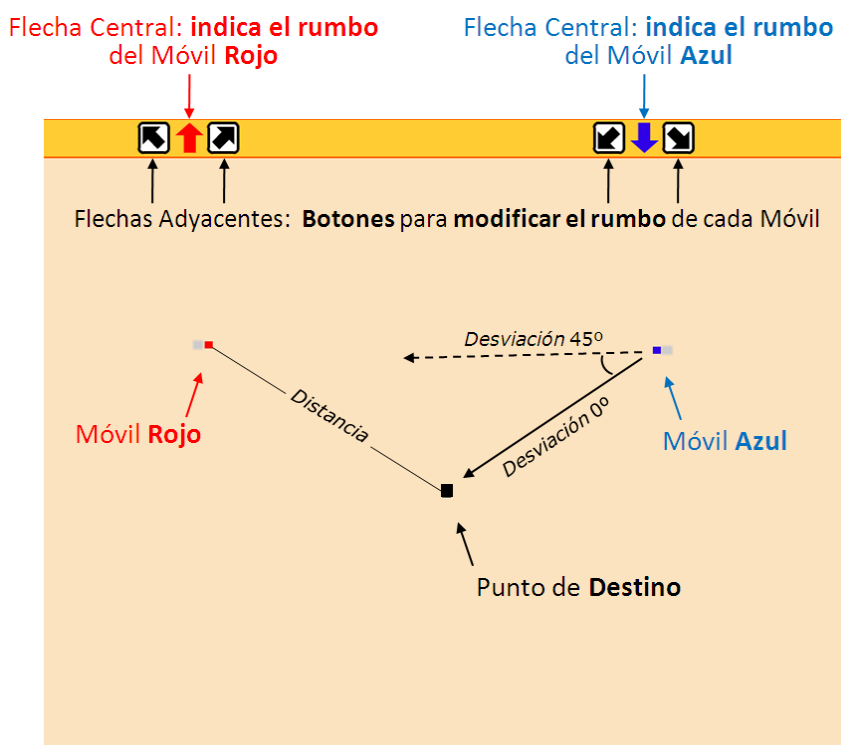 Flecha Central: indica el rumbo
del Móvil Rojo
Flecha Central: indica el rumbo
del Móvil Azul
Flechas Adyacentes: Botones para modificar el rumbo de cada Móvil
Desviación 45º
Distancia
Desviación 0º
Móvil Rojo
Móvil Azul
Punto de Destino